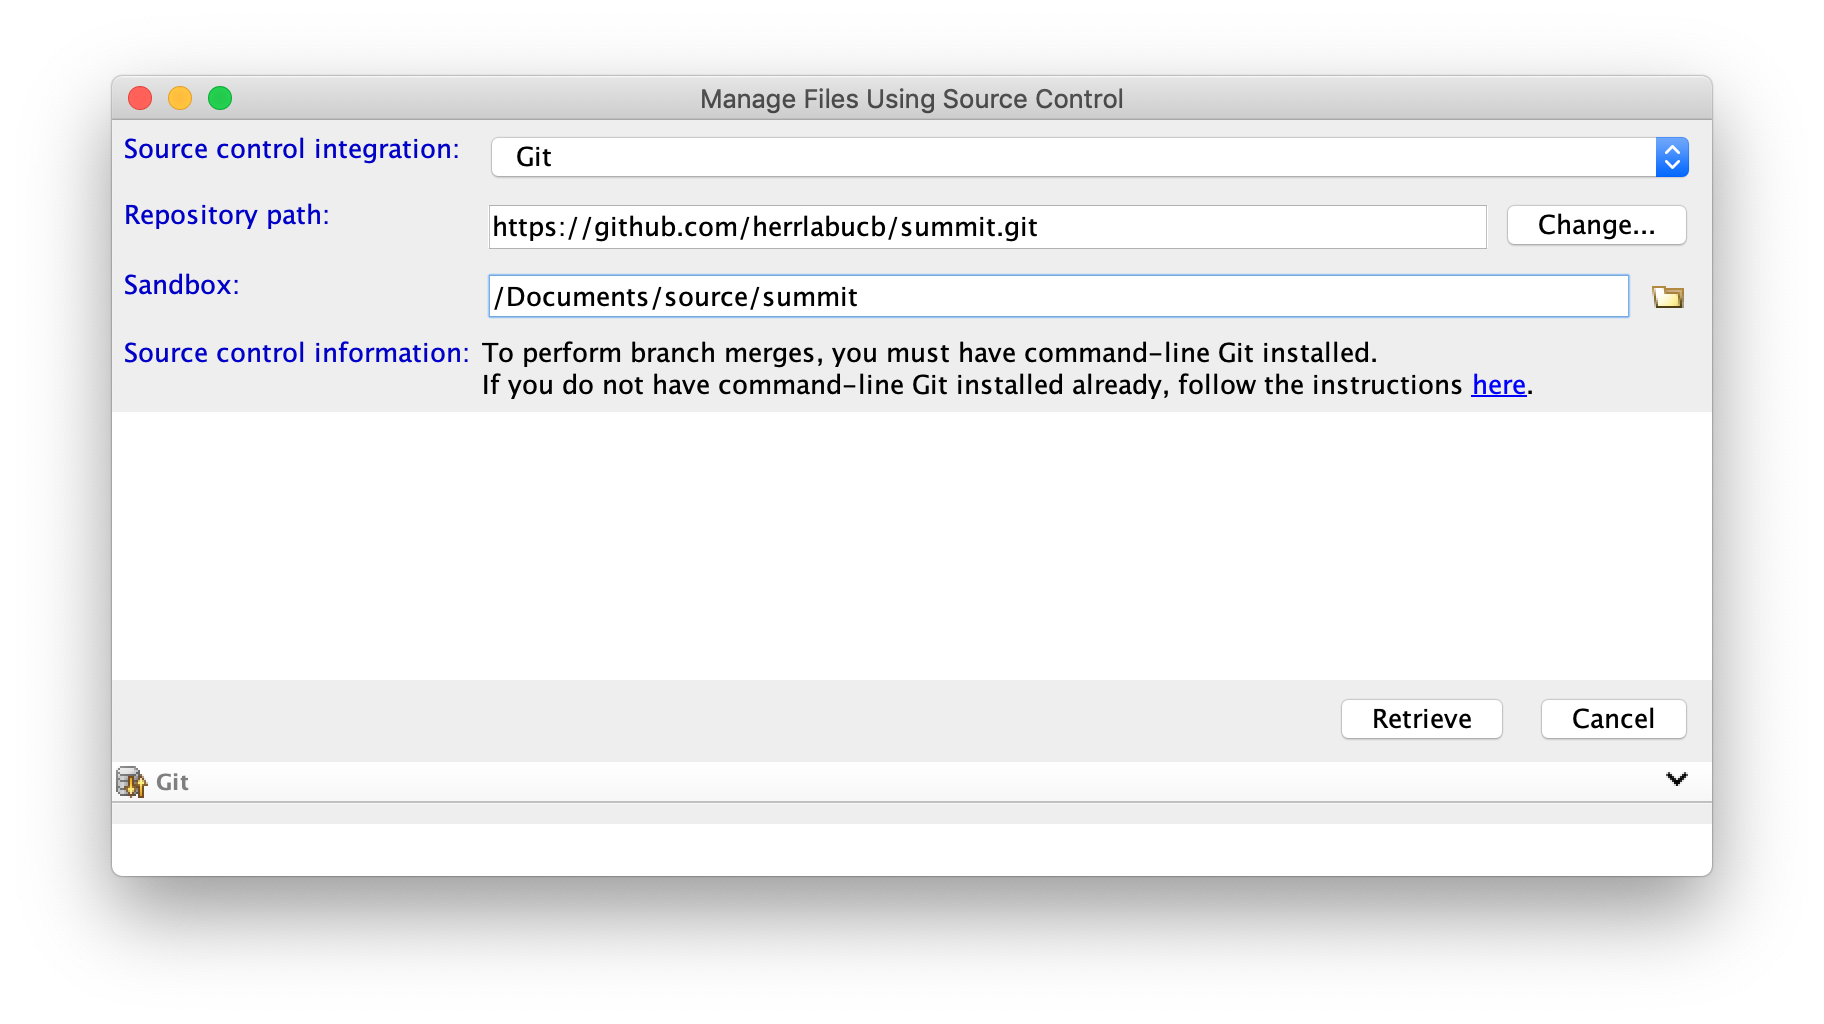 Manage Files Using Source Control
Source control integration: Git
Repository path: https://github.com/herrlabucb/summit.git Change...
Sandbox: /Documents/source/summit
Source control information: To perform branch merges, you must have command-line Git installed.
If you do not have command-line Git installed already, follow the instructions here.
Retrieve Cancel
Git